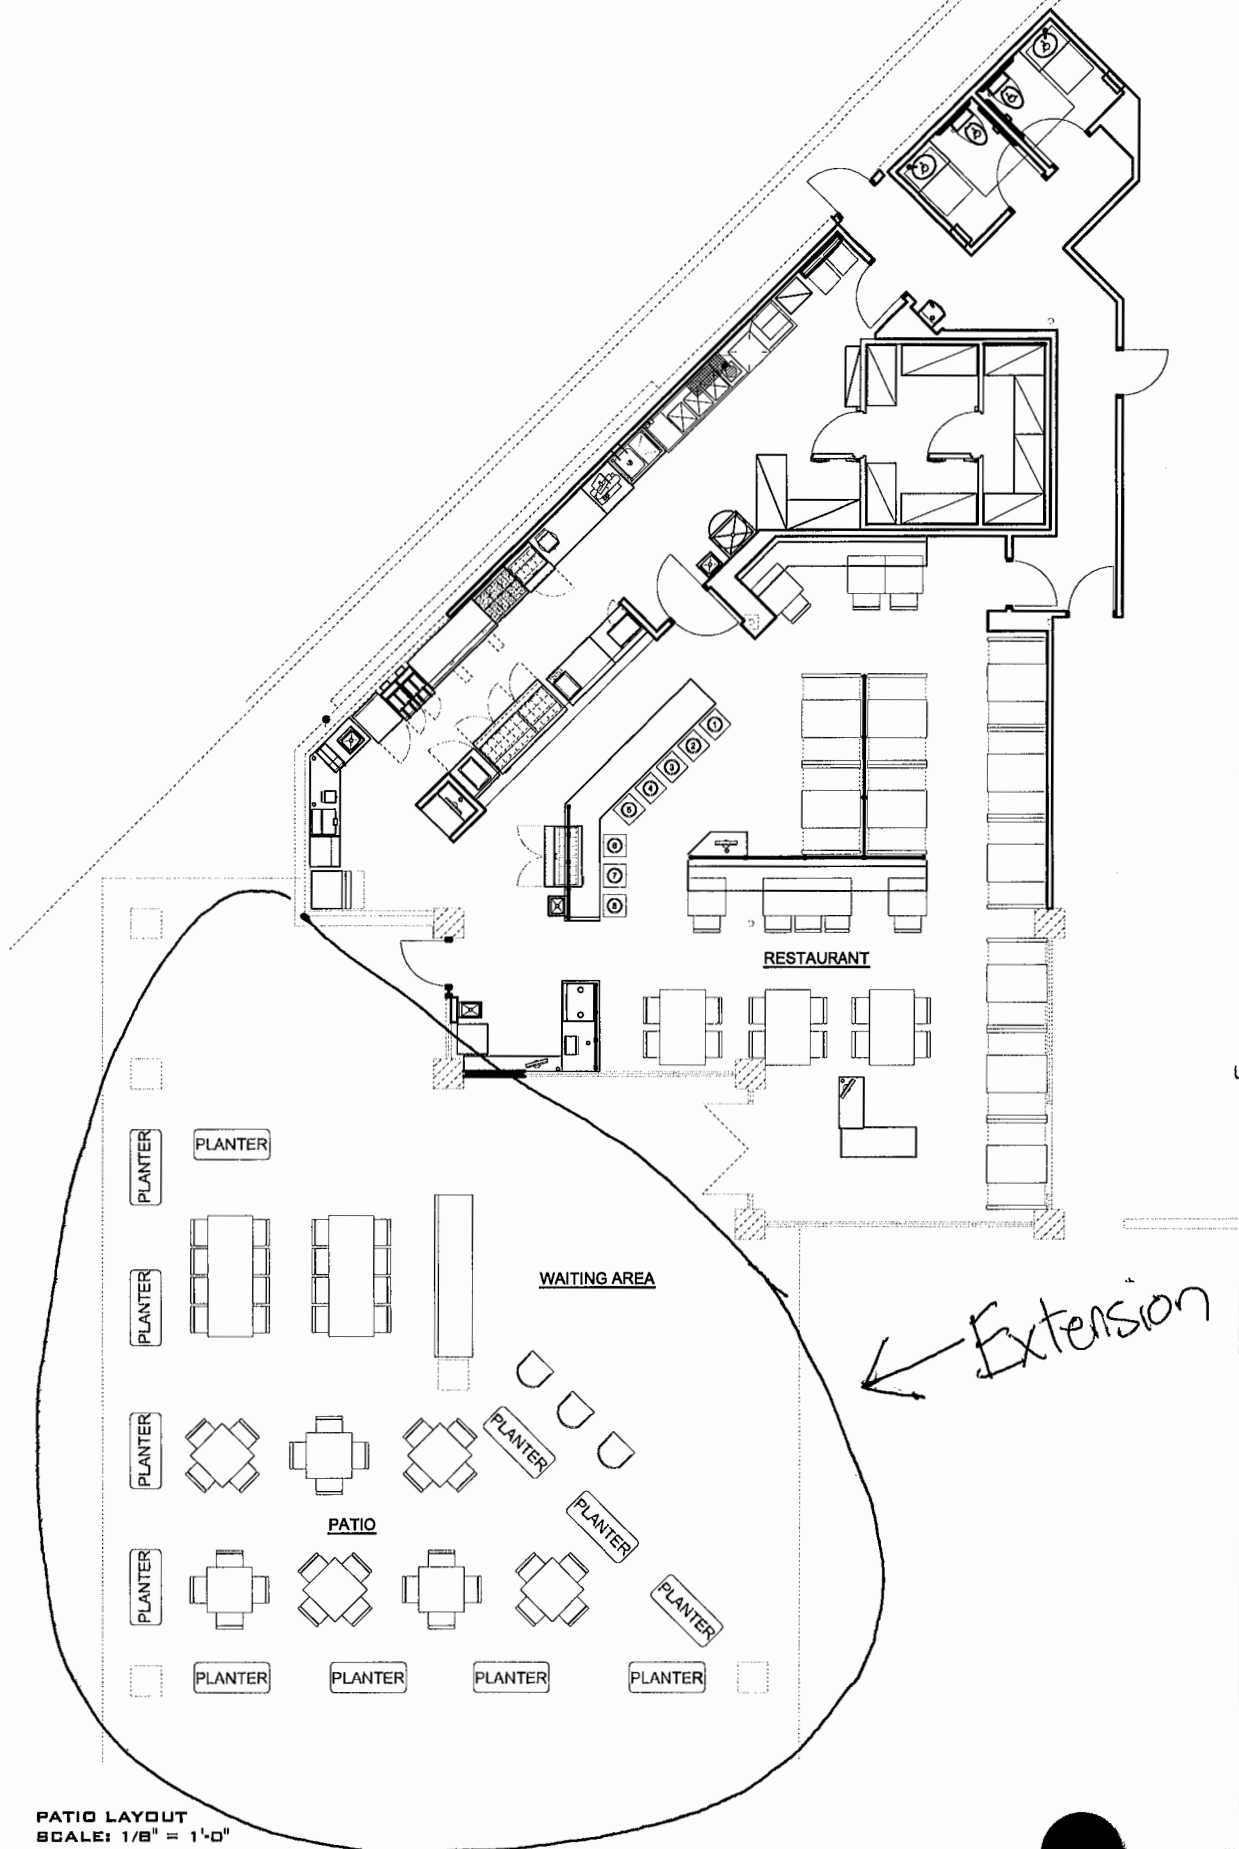 1
2
3
4
5
6
7
8
RESTAURANT
PLANTER
PLANTER
PLANTER
WAITING AREA
Extension
PLANTER
PLANTER
PLANTER
PATIO
PLANTER
PLANTER
PLANTER
PLANTER
PLANTER
PLANTER
PATIO LAYOUT
SCALE: 1/8" = 1'-0"